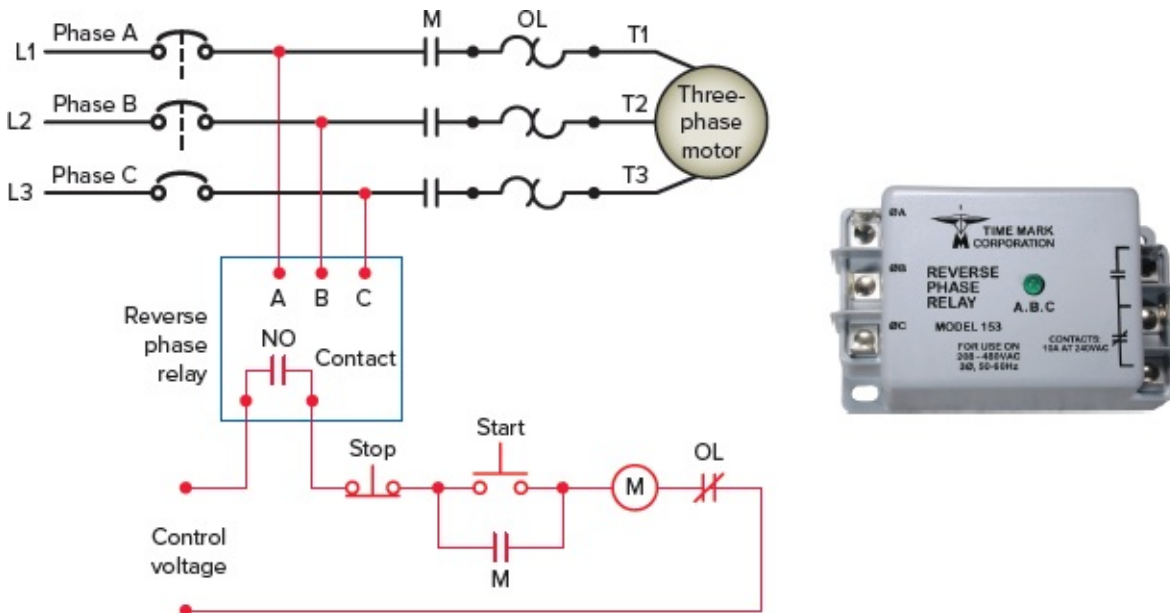 Phase A
L1
M
OL
T1
Phase B
L2
T2
Three-
phase
motor
Phase C
L3
T3
A B C
Reverse
phase
relay
NO
Contact
Stop
Start
M
OL
Control
voltage
M
ØA
TIME MARK
CORPORATION
M
ØB
REVERSE
PHASE
RELAY
A.B.C
ØC
MODEL 153
FOR USE ON
208-480VAC
3Ø, 50-60Hz
CONTACTS:
10A AT 240VAC